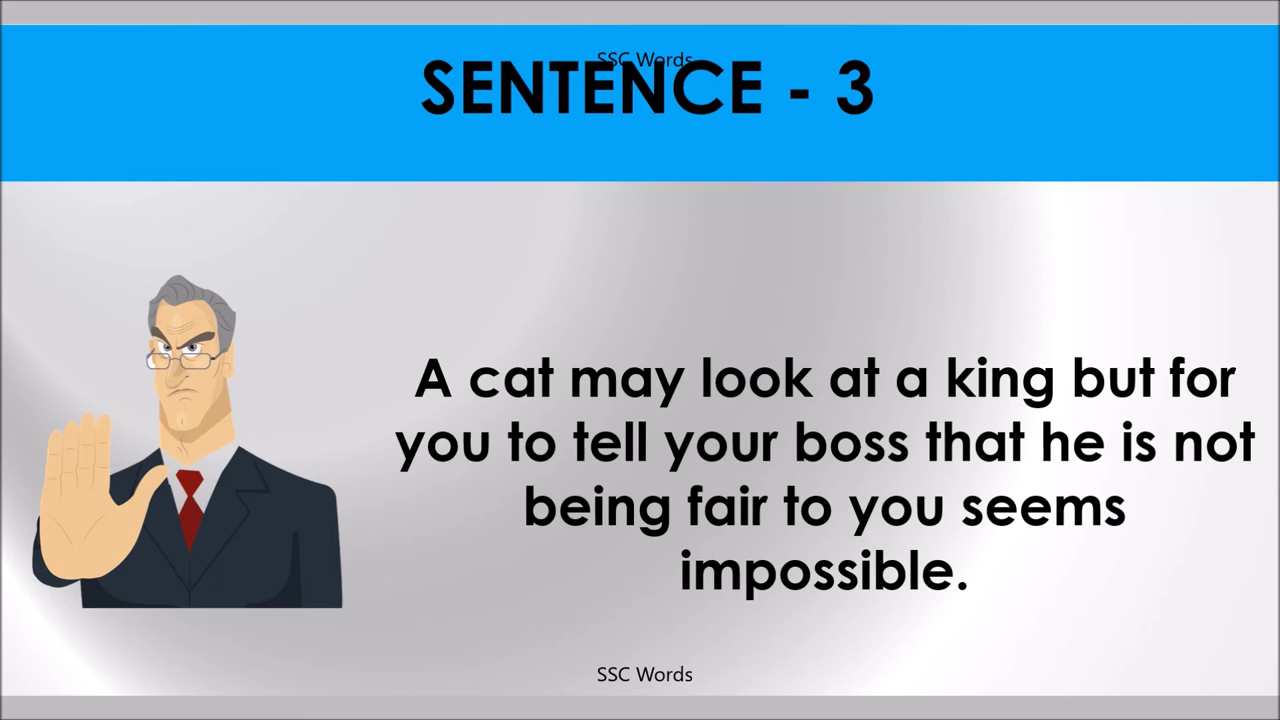 SSC Words
SENTENCE - 3
A cat may look at a king but for
you to tell your boss that he is not
being fair to you seems
impossible.
SSC Words